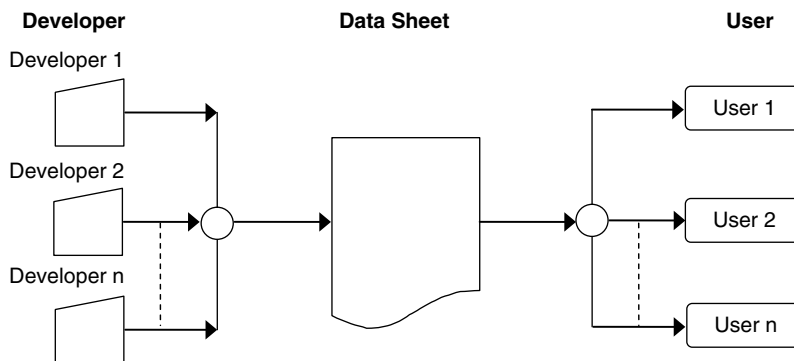 Developer
Data Sheet
User
Developer 1
User 1
Developer 2
User 2
Developer n
User n